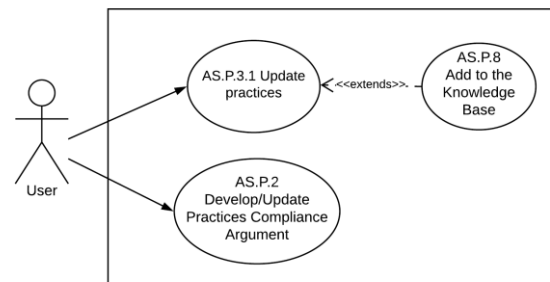 AS.P.3.1 Update
practices
<<extends>>
AS.P.8
Add to the
Knowledge
Base
User
AS.P.2
Develop/Update
Practices Compliance
Argument